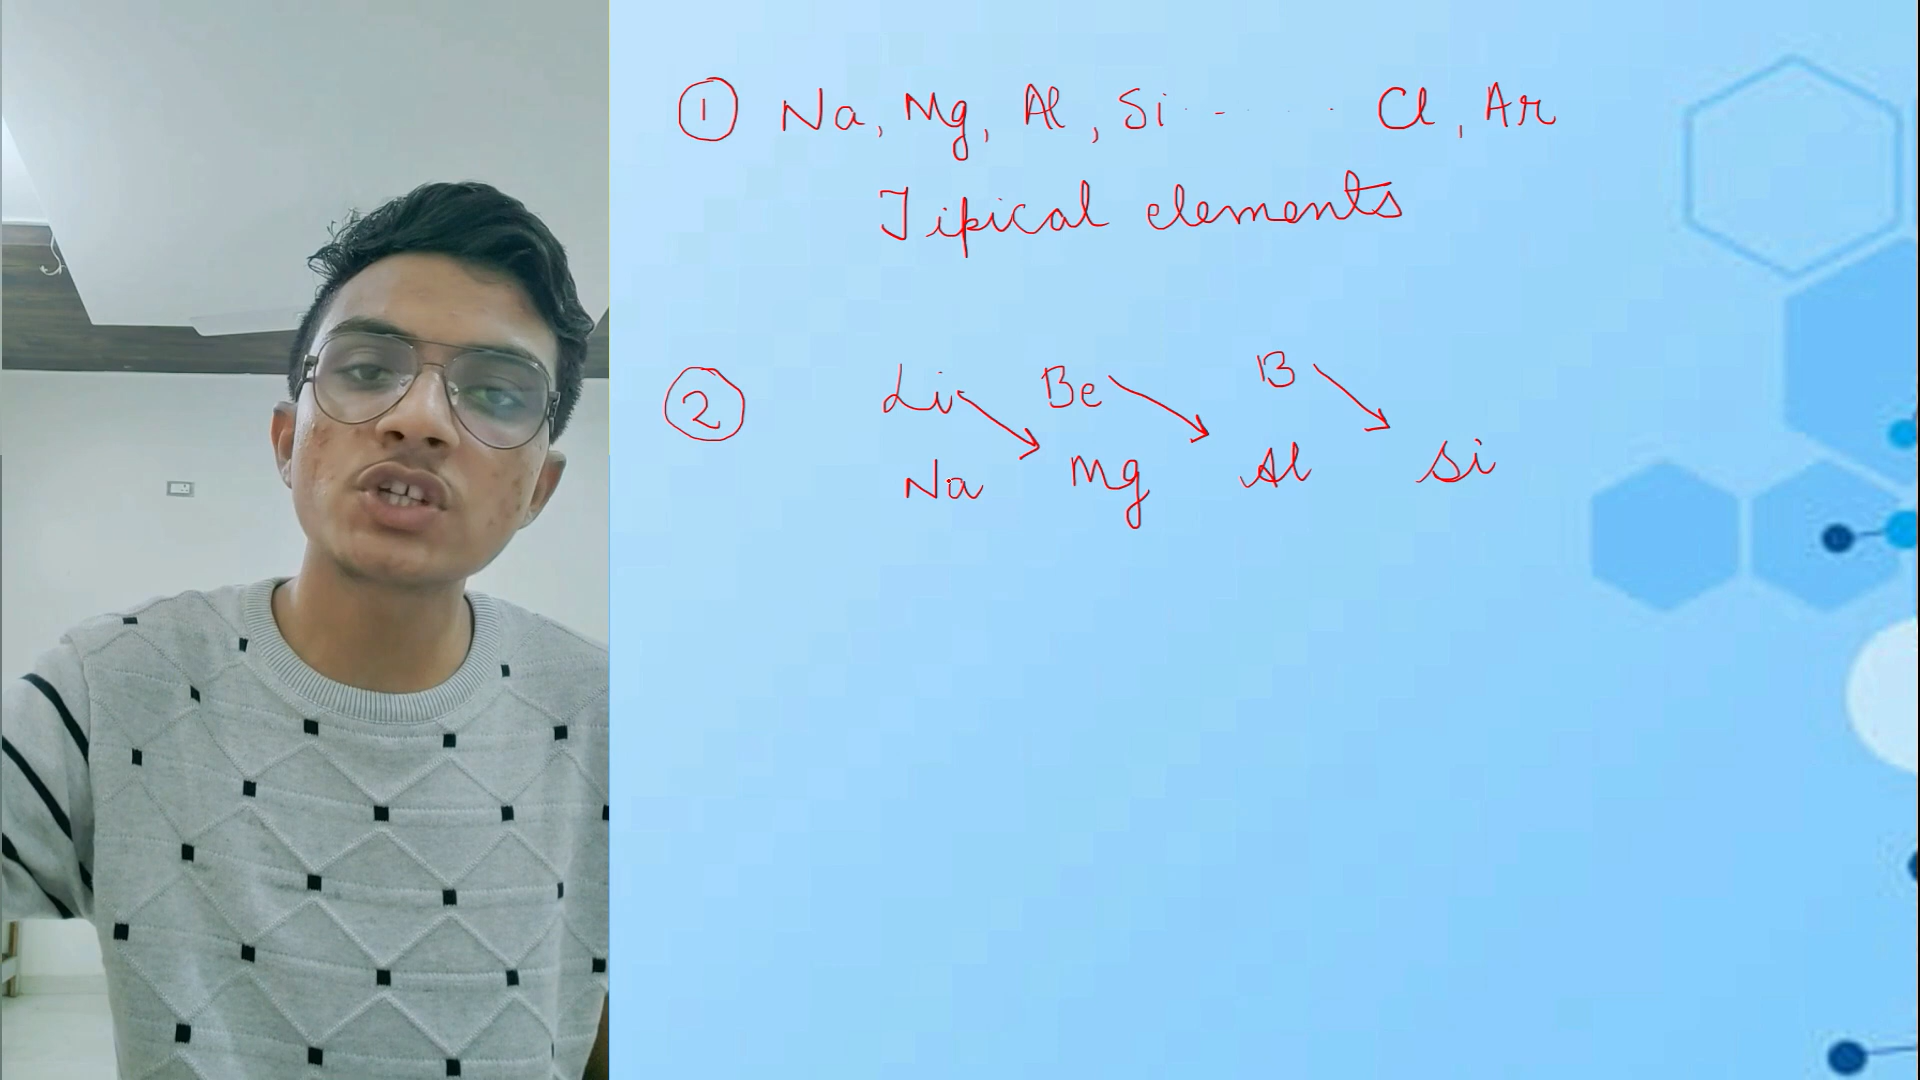 ① Na, Mg, Al, Si ..-.... Cl, Ar
Tipical elements
② Li Be B
Na Mg Al Si